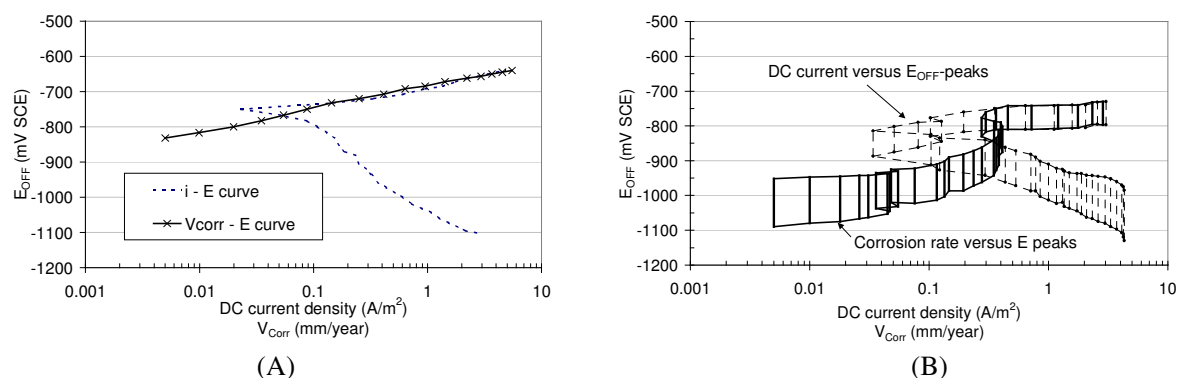 -500
-600
-700
-800
-900
-1000
-1100
-1200
E_OFF (mV SCE)
i - E curve
Vcorr - E curve
0.001 0.01 0.1 1 10
DC current density (A/m²)
V_Corr (mm/year)
(A)
-500
-600
-700
-800
-900
-1000
-1100
-1200
E_OFF (mV SCE)
DC current versus E_OFF-peaks
Corrosion rate versus E peaks
0.001 0.01 0.1 1 10
DC current density (A/m²)
V_Corr (mm/year)
(B)